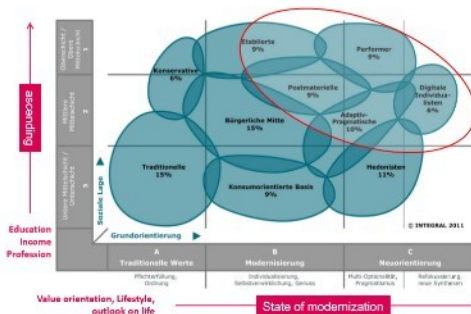 ascending
Oberschicht /
Obere
Mittelschicht
1
Mittlere
Mittelschicht
2
Untere Mittelschicht /
Unterschicht
3
Soziale Lage
Etablierte
9%
Performer
9%
Konservative
6%
Postmaterielle
9%
Digitale
Individua-
listen
6%
Adaptiv-
Pragmatische
10%
Bürgerliche Mitte
15%
Traditionelle
15%
Hedonisten
11%
Konsumorientierte Basis
9%
© INTEGRAL 2011
Grundorientierung
Education
Income
Profession
A
Traditionelle Werte
B
Modernisierung
C
Neuorientierung
Pflichterfüllung,
Ordnung
Individualisierung,
Selbstverwirklichung, Genuss
Multi-Optionalität,
Pragmatismus
Refokussierung,
neue Synthesen
Value orientation, Lifestyle,
outlook on life
State of modernization